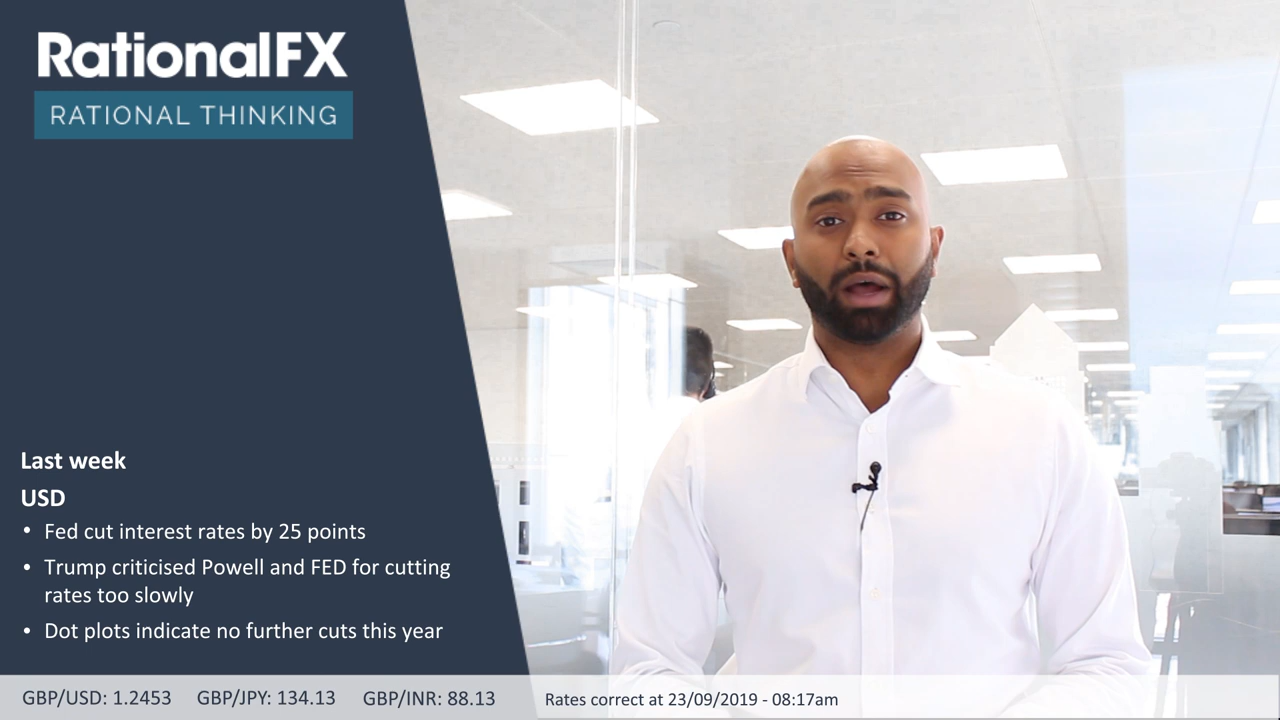 RationalFX
RATIONAL THINKING
Last week
USD
• Fed cut interest rates by 25 points
• Trump criticised Powell and FED for cutting
rates too slowly
• Dot plots indicate no further cuts this year
GBP/USD: 1.2453 GBP/JPY: 134.13 GBP/INR: 88.13 Rates correct at 23/09/2019 - 08:17am